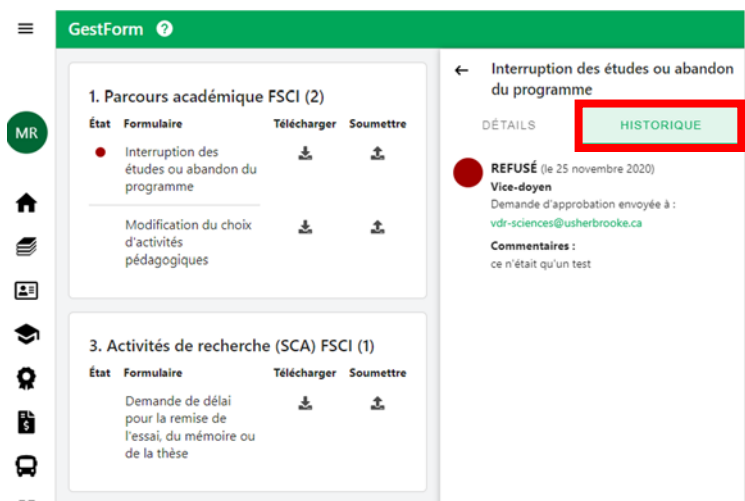 GestForm ?
MR
1. Parcours académique FSCI (2)
État Formulaire Télécharger Soumettre
Interruption des
études ou abandon du
programme
Modification du choix
d'activités
pédagogiques
3. Activités de recherche (SCA) FSCI (1)
État Formulaire Télécharger Soumettre
Demande de délai
pour la remise de
l'essai, du mémoire ou
de la thèse
Interruption des études ou abandon
du programme
DÉTAILS HISTORIQUE
REFUSÉ (le 25 novembre 2020)
Vice-doyen
Demande d'approbation envoyée à :
vdr-sciences@usherbrooke.ca
Commentaires :
ce n'était qu'un test